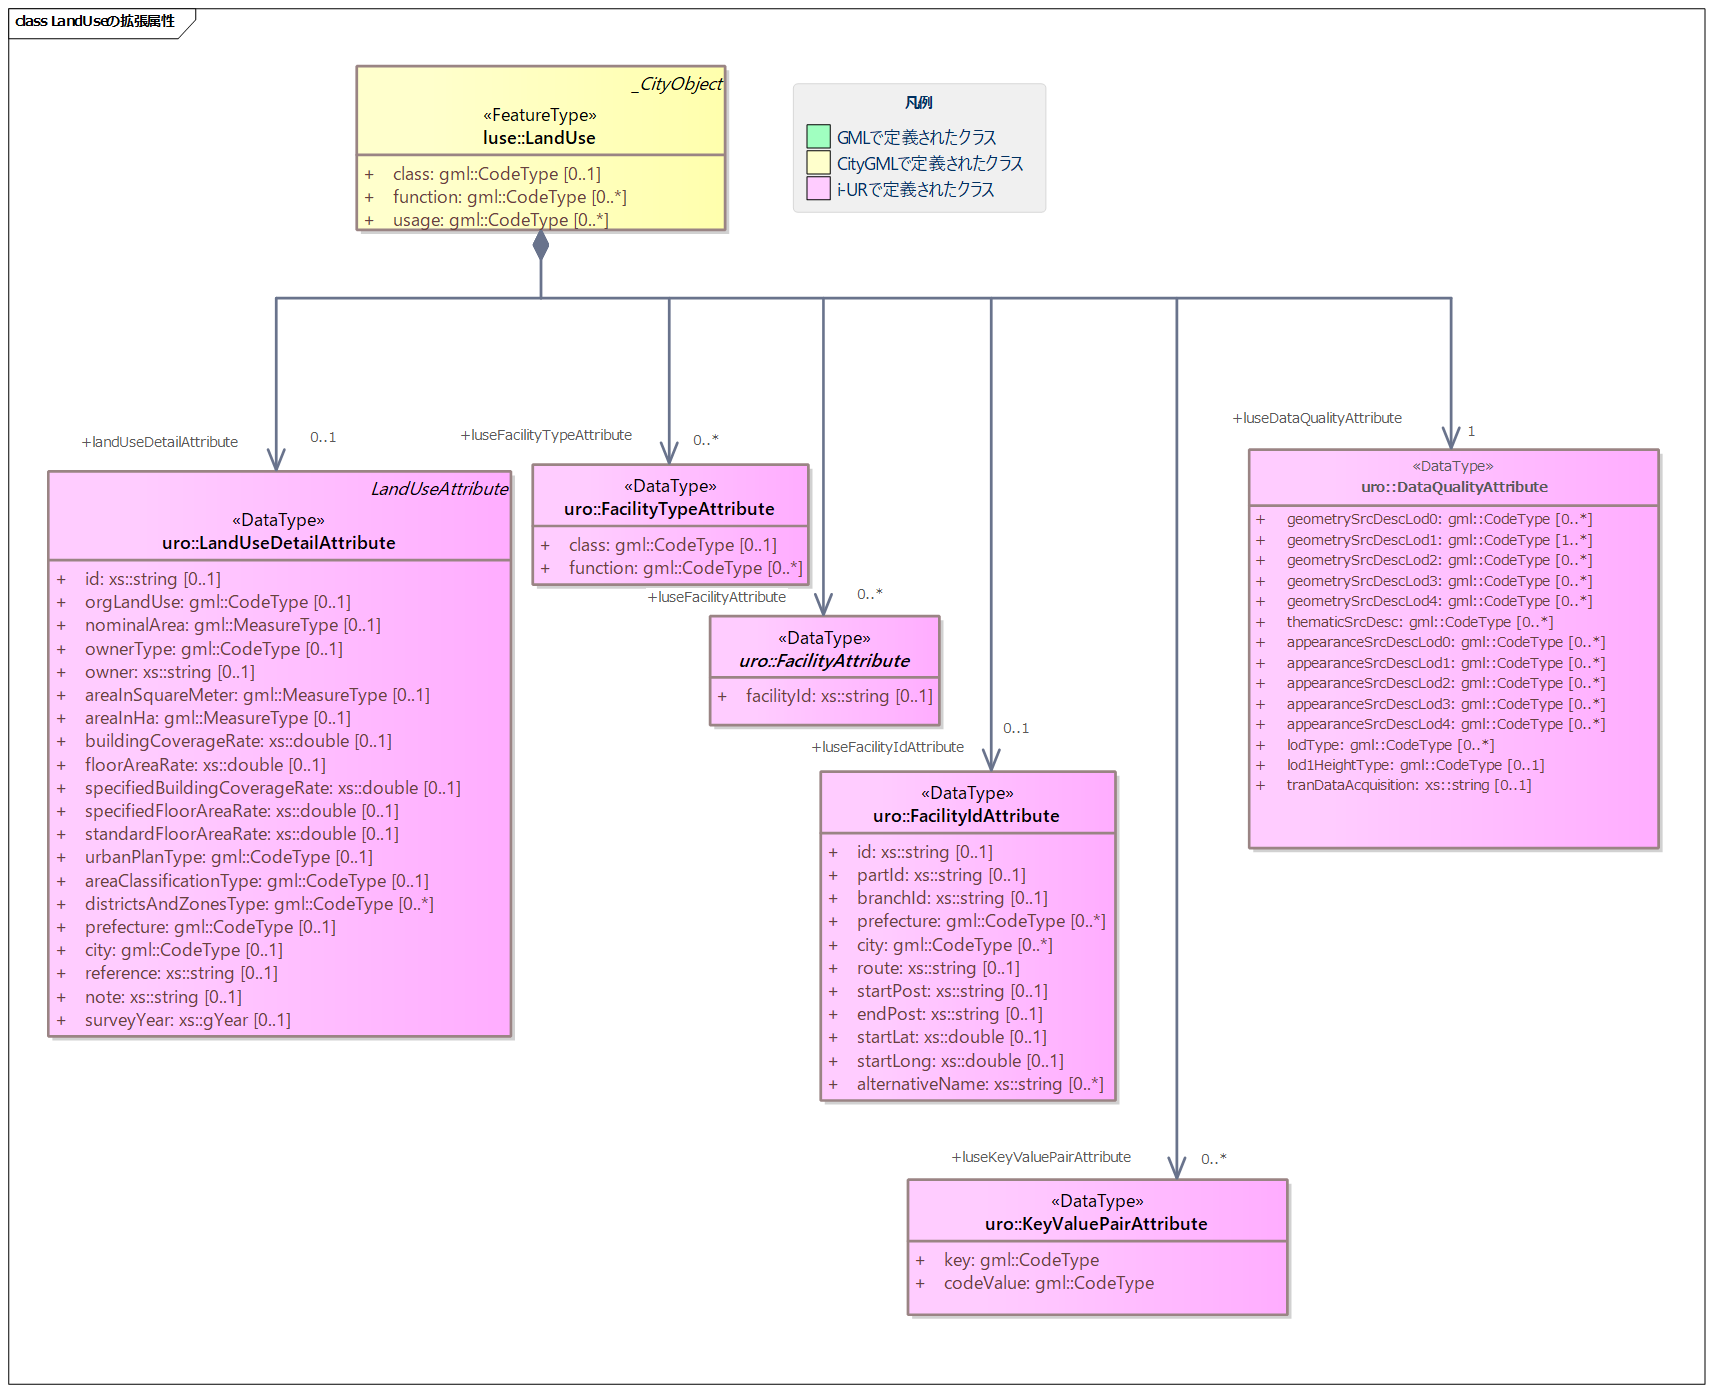 class LandUseの拡張属性
_CityObject
«FeatureType»
luse::LandUse
+ class: gml::CodeType [0..1]
+ function: gml::CodeType [0..*]
+ usage: gml::CodeType [0..*]
凡例
GMLで定義されたクラス
CityGMLで定義されたクラス
i-URで定義されたクラス
+landUseDetailAttribute
0..1
LandUseAttribute
«DataType»
uro::LandUseDetailAttribute
+ id: xs::string [0..1]
+ orgLandUse: gml::CodeType [0..1]
+ nominalArea: gml::MeasureType [0..1]
+ ownerType: gml::CodeType [0..1]
+ owner: xs::string [0..1]
+ areaInSquareMeter: gml::MeasureType [0..1]
+ areaInHa: gml::MeasureType [0..1]
+ buildingCoverageRate: xs::double [0..1]
+ floorAreaRate: xs::double [0..1]
+ specifiedBuildingCoverageRate: xs::double [0..1]
+ specifiedFloorAreaRate: xs::double [0..1]
+ standardFloorAreaRate: xs::double [0..1]
+ urbanPlanType: gml::CodeType [0..1]
+ areaClassificationType: gml::CodeType [0..1]
+ districtsAndZonesType: gml::CodeType [0..*]
+ prefecture: gml::CodeType [0..1]
+ city: gml::CodeType [0..1]
+ reference: xs::string [0..1]
+ note: xs::string [0..1]
+ surveyYear: xs::gYear [0..1]
+luseFacilityTypeAttribute
0..*
«DataType»
uro::FacilityTypeAttribute
+ class: gml::CodeType [0..1]
+ function: gml::CodeType [0..*]
+luseFacilityAttribute
0..*
«DataType»
uro::FacilityAttribute
+ facilityId: xs::string [0..1]
+luseFacilityIdAttribute
0..1
«DataType»
uro::FacilityIdAttribute
+ id: xs::string [0..1]
+ partId: xs::string [0..1]
+ branchId: xs::string [0..1]
+ prefecture: gml::CodeType [0..*]
+ city: gml::CodeType [0..*]
+ route: xs::string [0..1]
+ startPost: xs::string [0..1]
+ endPost: xs::string [0..1]
+ startLat: xs::double [0..1]
+ startLong: xs::double [0..1]
+ alternativeName: xs::string [0..*]
+luseKeyValuePairAttribute
0..*
«DataType»
uro::KeyValuePairAttribute
+ key: gml::CodeType
+ codeValue: gml::CodeType
+luseDataQualityAttribute
1
«DataType»
uro::DataQualityAttribute
+ geometrySrcDescLod0: gml::CodeType [0..*]
+ geometrySrcDescLod1: gml::CodeType [1..*]
+ geometrySrcDescLod2: gml::CodeType [0..*]
+ geometrySrcDescLod3: gml::CodeType [0..*]
+ geometrySrcDescLod4: gml::CodeType [0..*]
+ thematicSrcDesc: gml::CodeType [0..*]
+ appearanceSrcDescLod0: gml::CodeType [0..*]
+ appearanceSrcDescLod1: gml::CodeType [0..*]
+ appearanceSrcDescLod2: gml::CodeType [0..*]
+ appearanceSrcDescLod3: gml::CodeType [0..*]
+ appearanceSrcDescLod4: gml::CodeType [0..*]
+ lodType: gml::CodeType [0..*]
+ lod1HeightType: gml::CodeType [0..1]
+ tranDataAcquisition: xs::string [0..1]